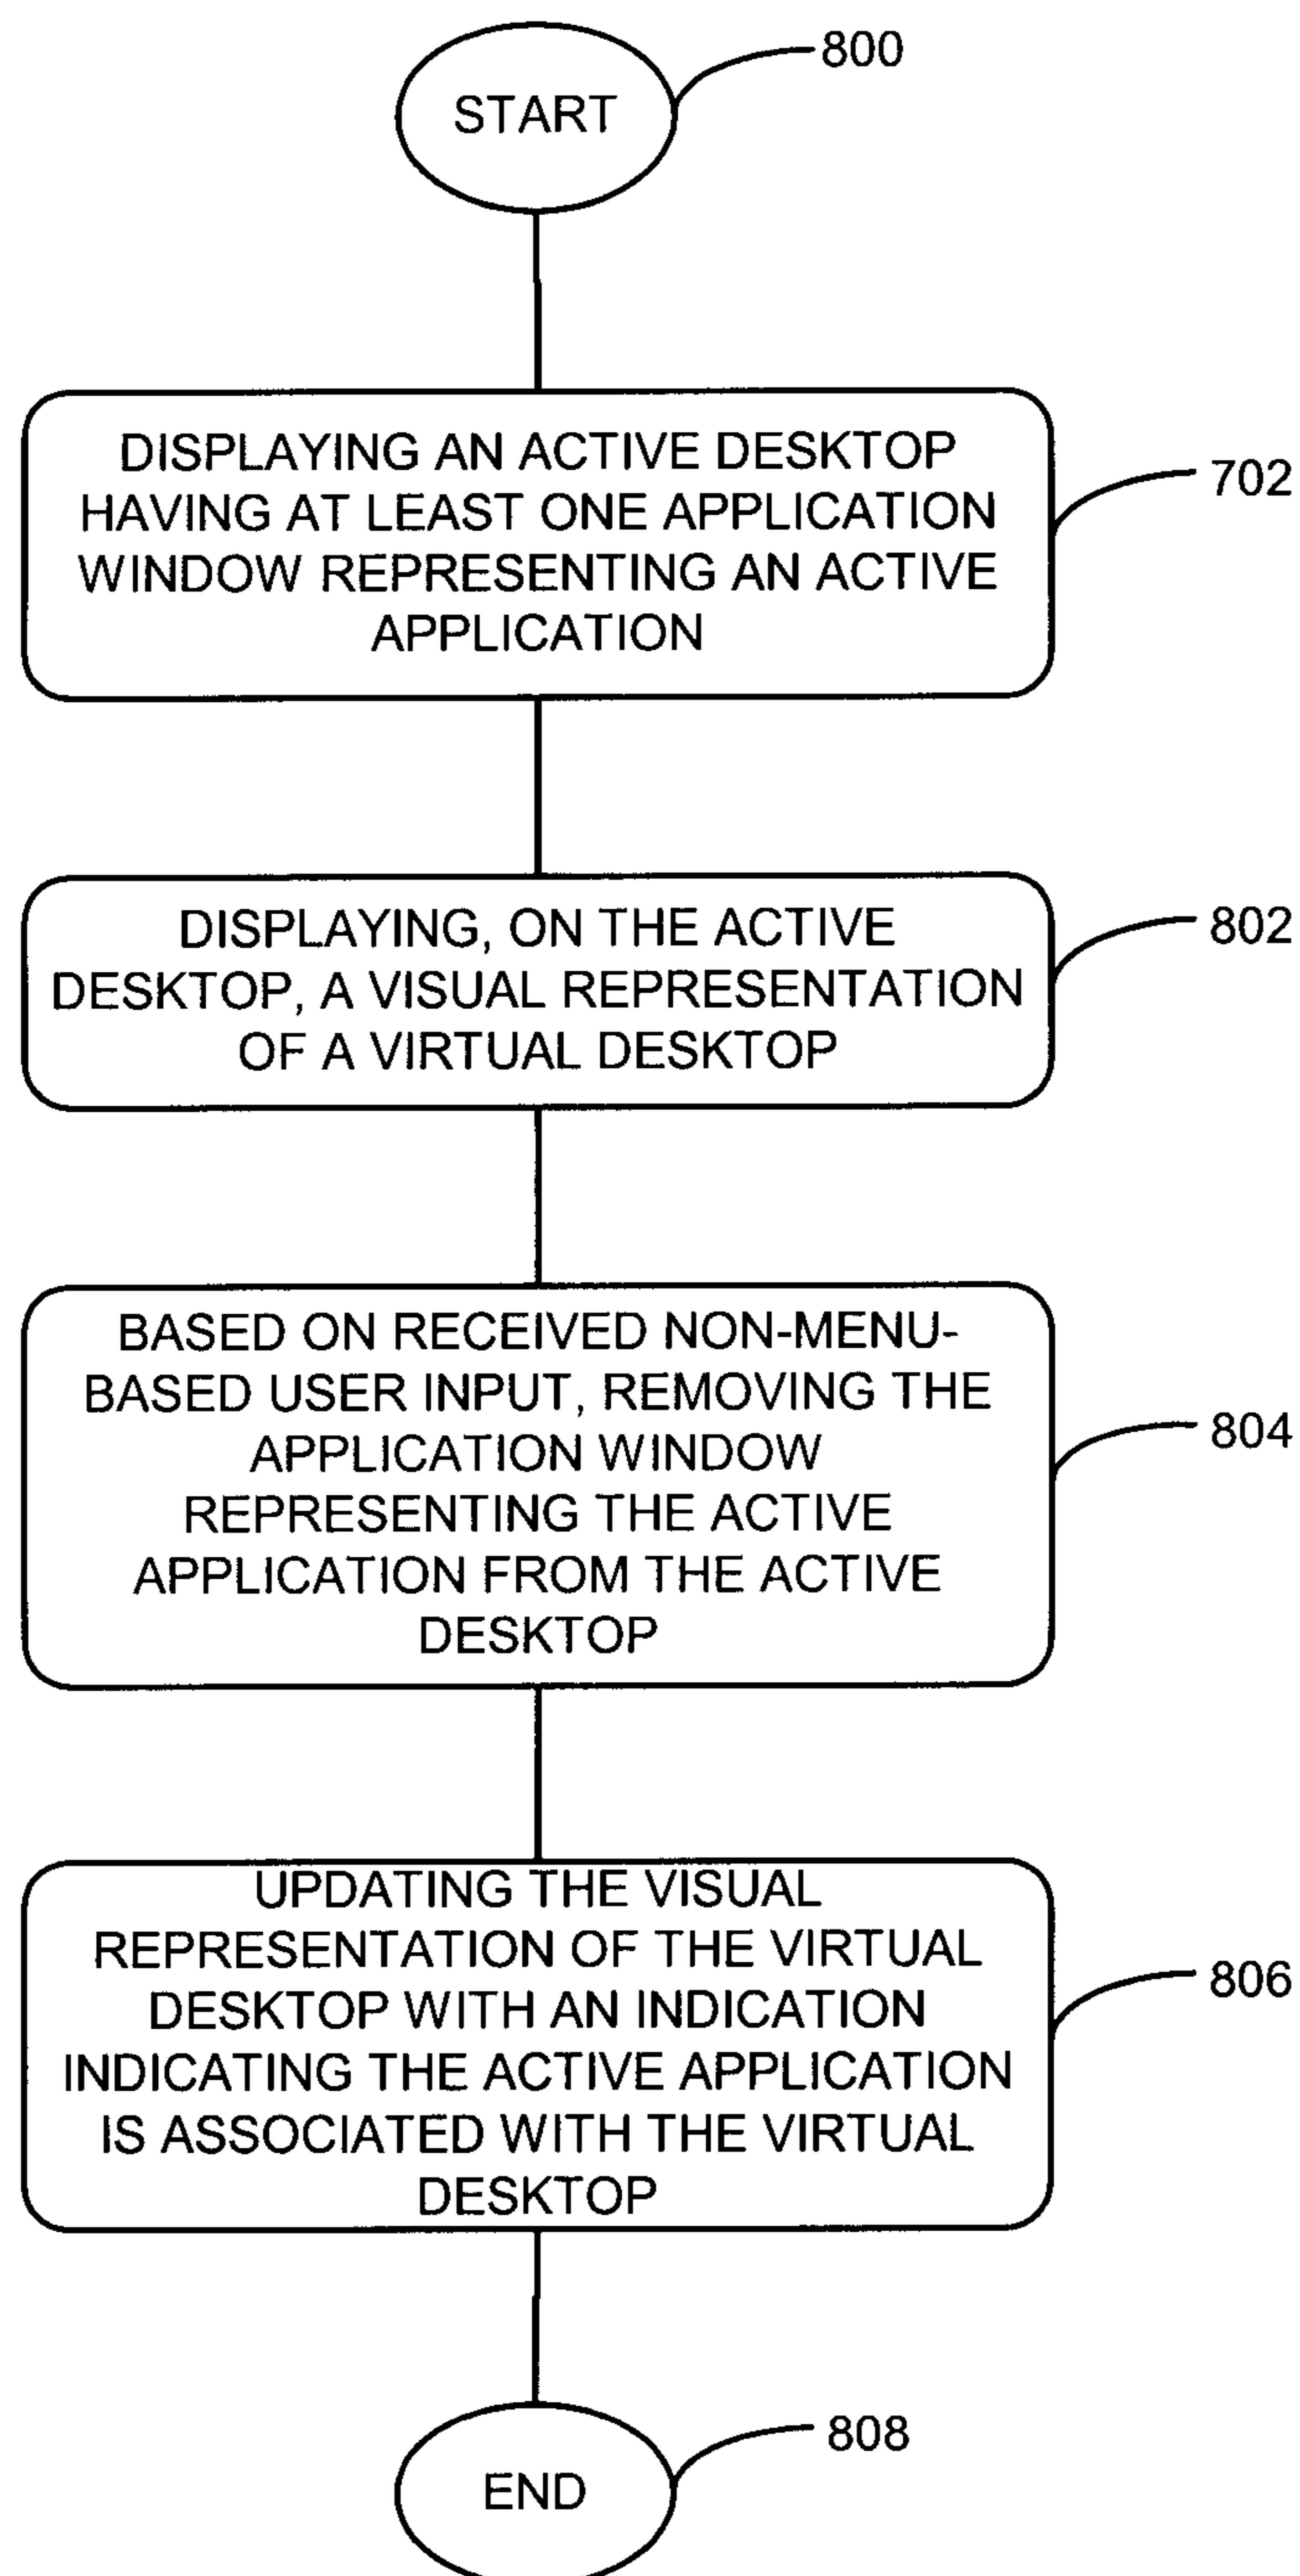 START
800
DISPLAYING AN ACTIVE DESKTOP
HAVING AT LEAST ONE APPLICATION
WINDOW REPRESENTING AN ACTIVE
APPLICATION
702
DISPLAYING, ON THE ACTIVE
DESKTOP, A VISUAL REPRESENTATION
OF A VIRTUAL DESKTOP
802
BASED ON RECEIVED NON-MENU-
BASED USER INPUT, REMOVING THE
APPLICATION WINDOW
REPRESENTING THE ACTIVE
APPLICATION FROM THE ACTIVE
DESKTOP
804
UPDATING THE VISUAL
REPRESENTATION OF THE VIRTUAL
DESKTOP WITH AN INDICATION
INDICATING THE ACTIVE APPLICATION
IS ASSOCIATED WITH THE VIRTUAL
DESKTOP
806
END
808